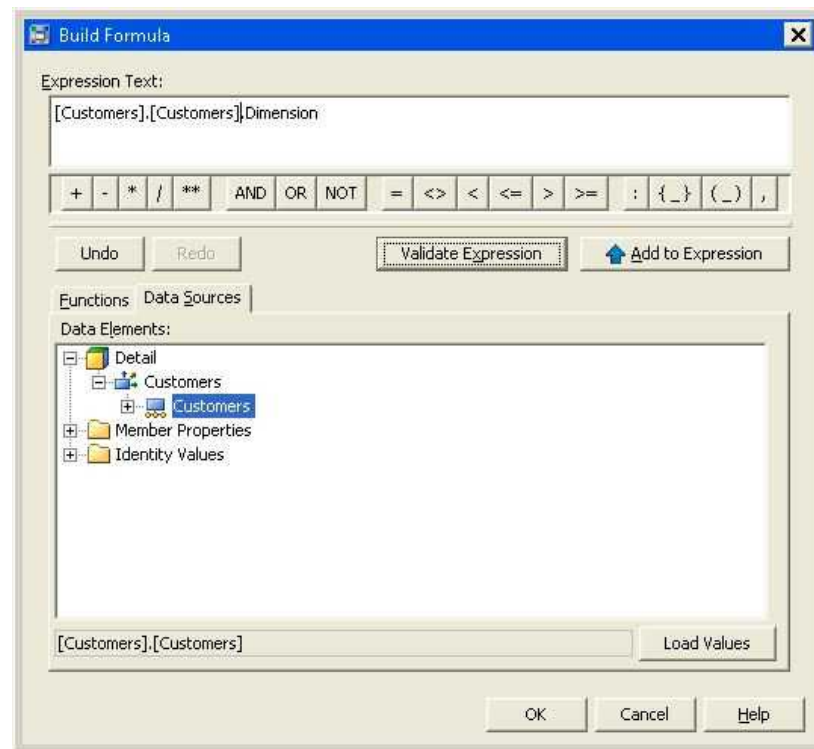 Build Formula
Expression Text:
[Customers].[Customers].Dimension
+ - * / ** AND OR NOT = <> < <= > >= : {_} (_) ,
Undo Redo Validate Expression Add to Expression
Functions Data Sources
Data Elements:
Detail
Customers
Customers
Member Properties
Identity Values
[Customers].[Customers] Load Values
OK Cancel Help